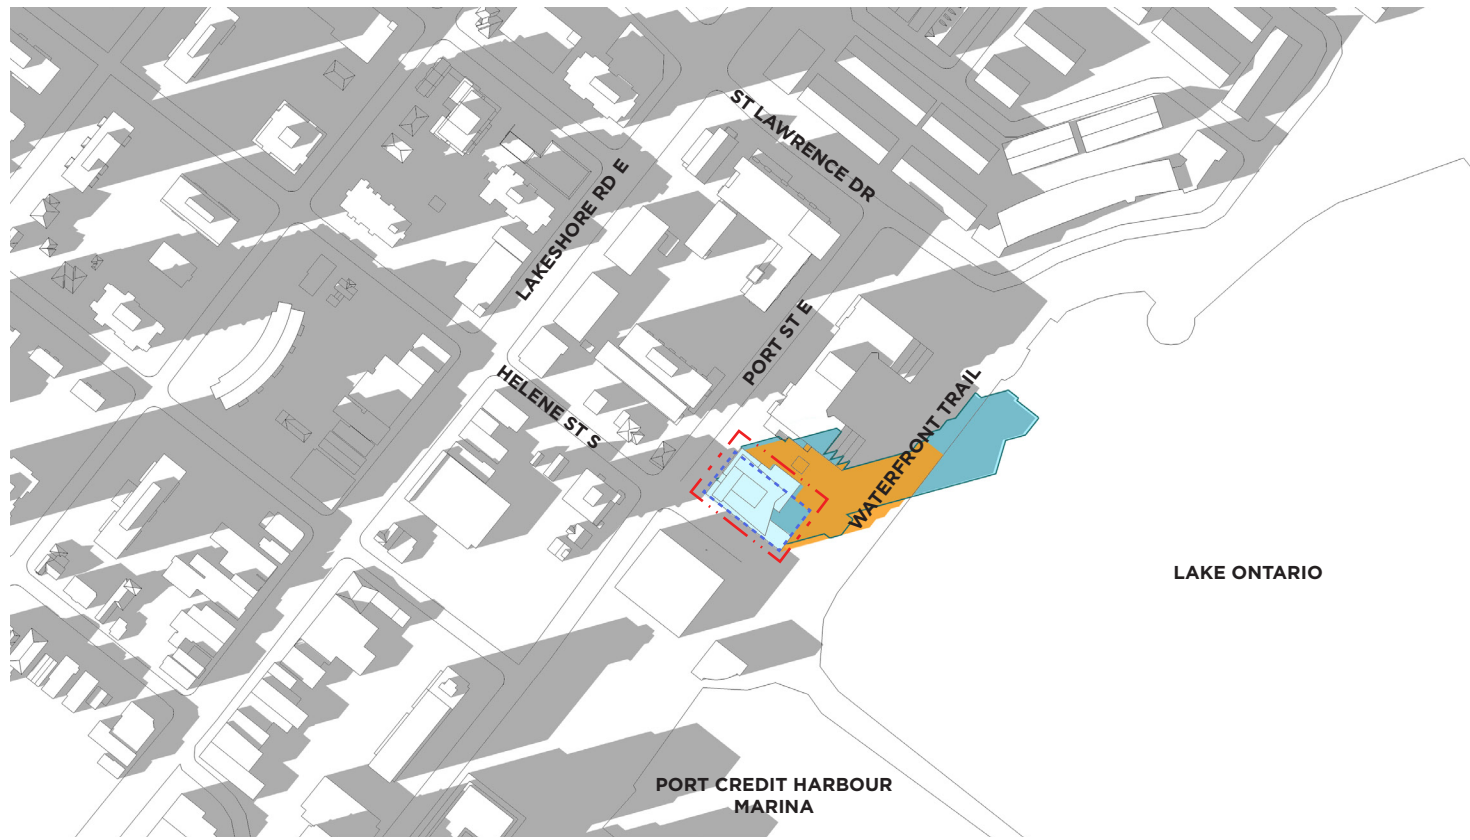 ST LAWRENCE DR
LAKESHORE RD E
PORT ST E
HELENE ST S
WATERFRONT TRAIL
LAKE ONTARIO
PORT CREDIT HARBOUR
MARINA